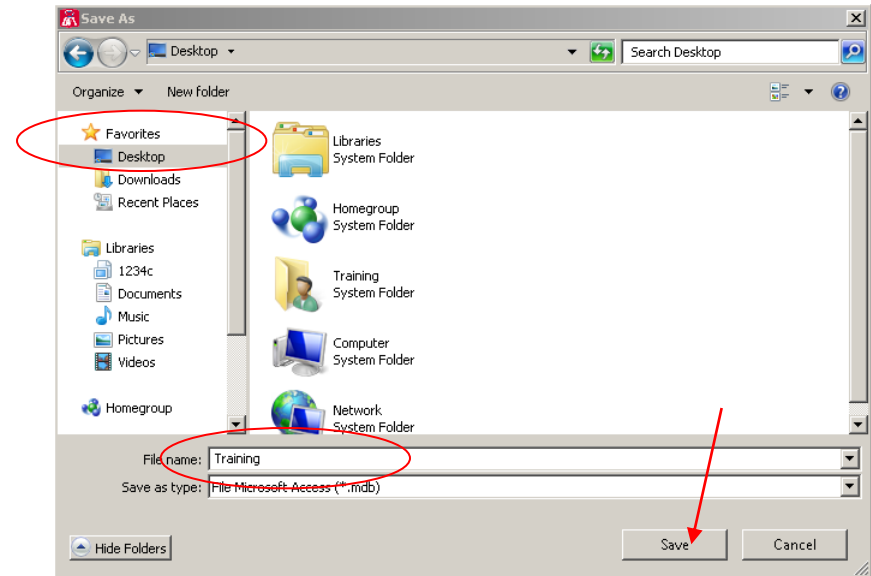 Save As
Desktop
Search Desktop
Organize
New folder
Favorites
Desktop
Downloads
Recent Places
Libraries
1234c
Documents
Music
Pictures
Videos
Homegroup
Libraries
System Folder
Homegroup
System Folder
Training
System Folder
Computer
System Folder
Network
System Folder
File name: Training
Save as type: File Microsoft Access (*.mdb)
Hide Folders
Save
Cancel